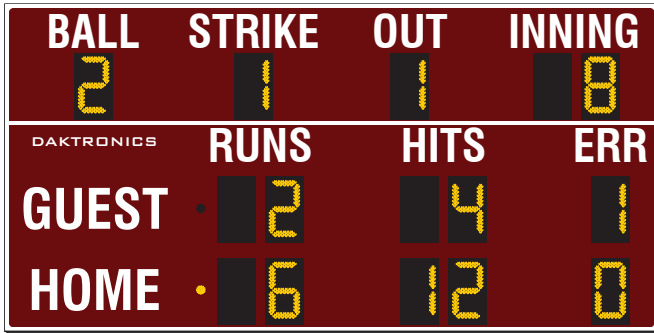 BALL STRIKE OUT INNING
2 1 1 8
DAKTRONICS RUNS HITS ERR
GUEST 2 4 1
HOME 6 12 0